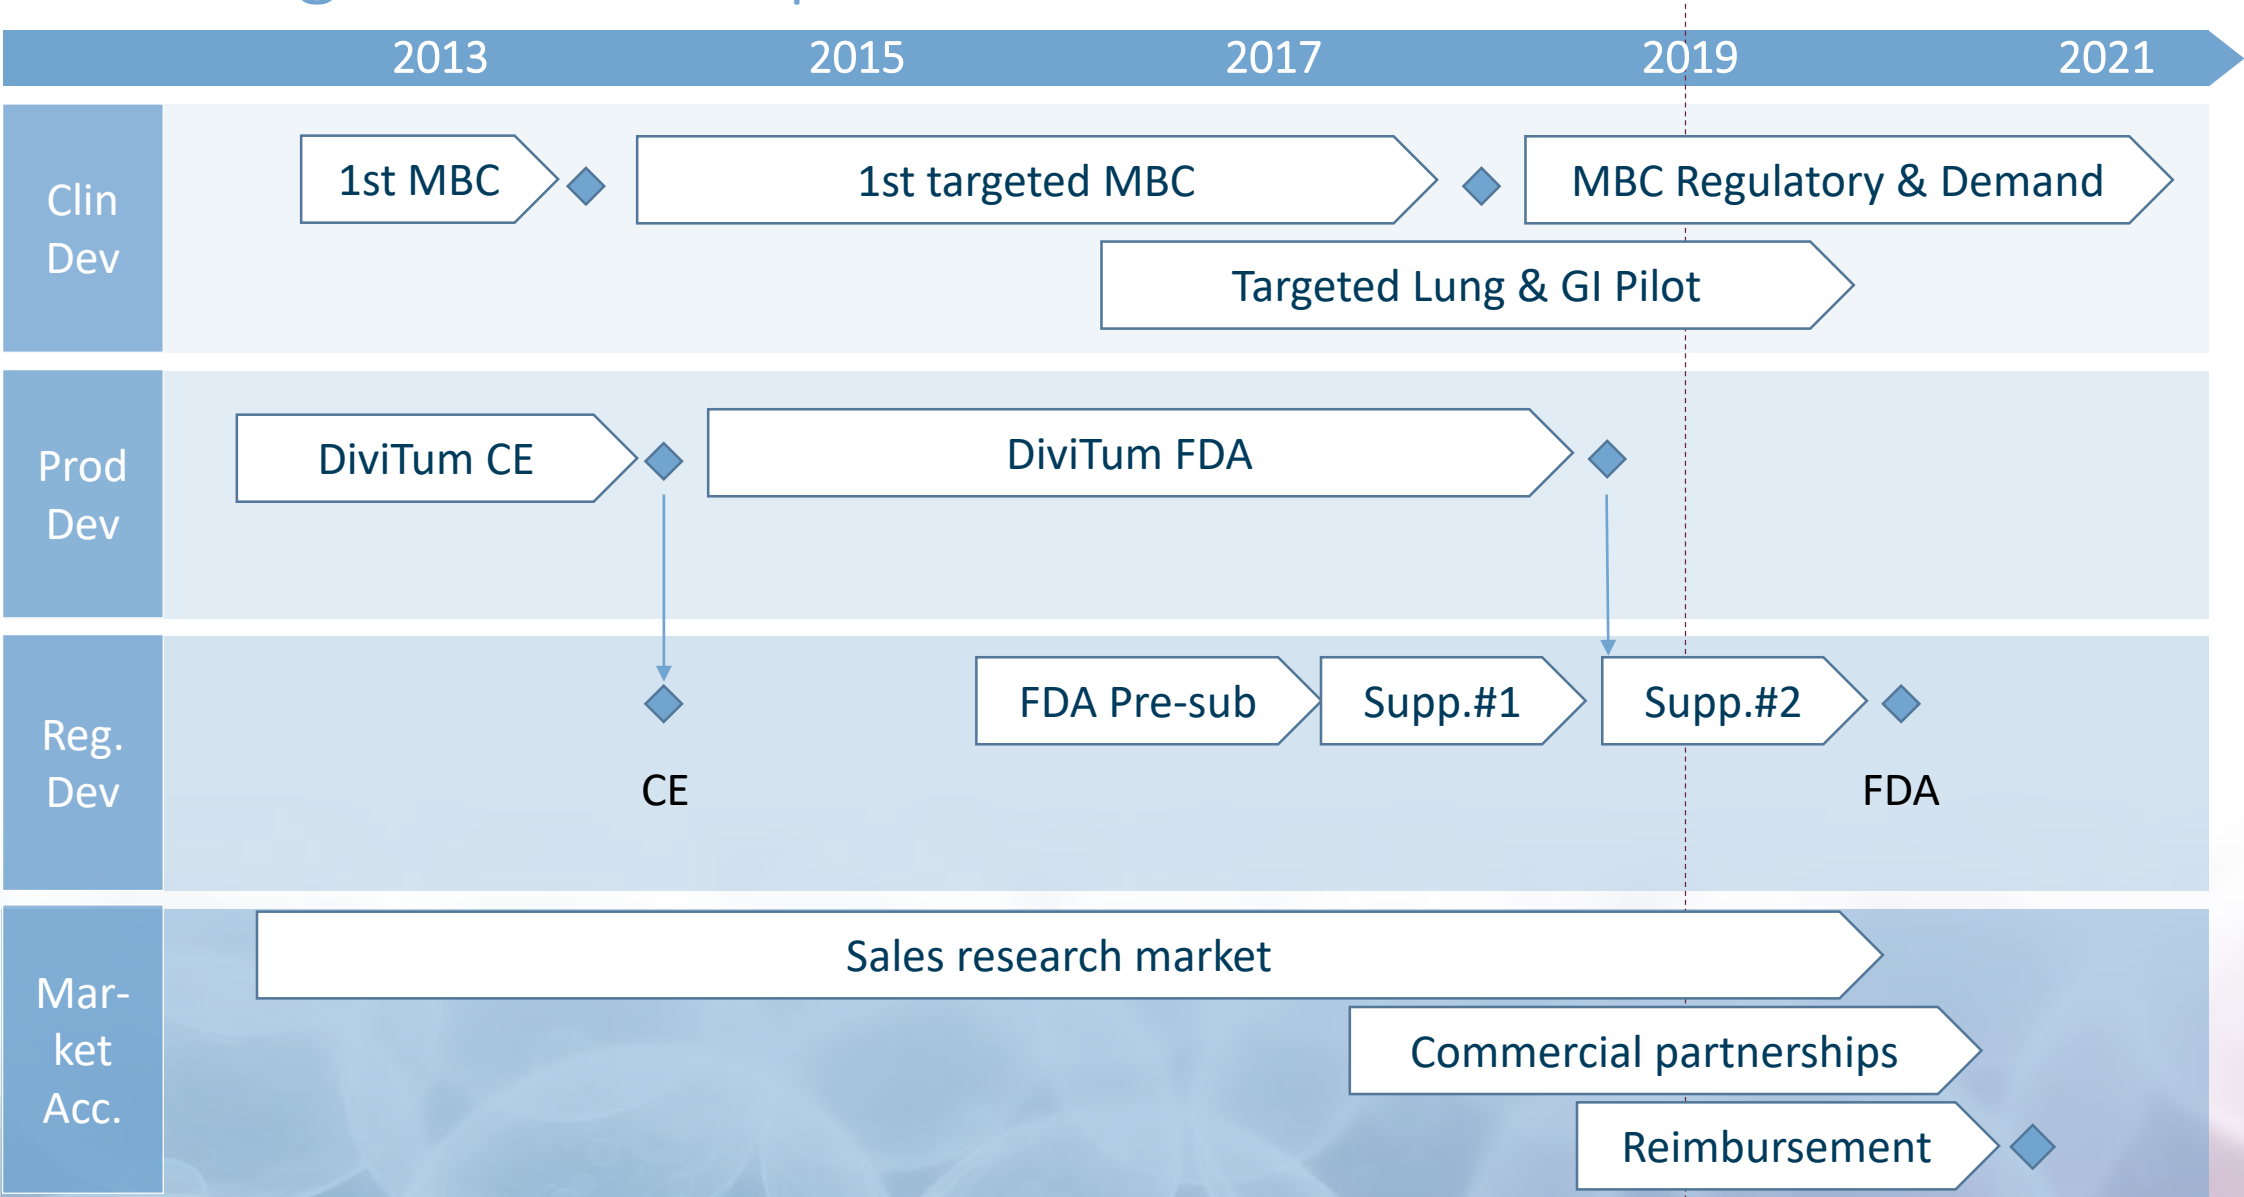 2013 2015 2017 2019 2021
Clin
Dev
1st MBC
1st targeted MBC
MBC Regulatory & Demand
Targeted Lung & GI Pilot
Prod
Dev
DiviTum CE
DiviTum FDA
Reg.
Dev
FDA Pre-sub
Supp.#1
Supp.#2
CE
FDA
Mar-
ket
Acc.
Sales research market
Commercial partnerships
Reimbursement